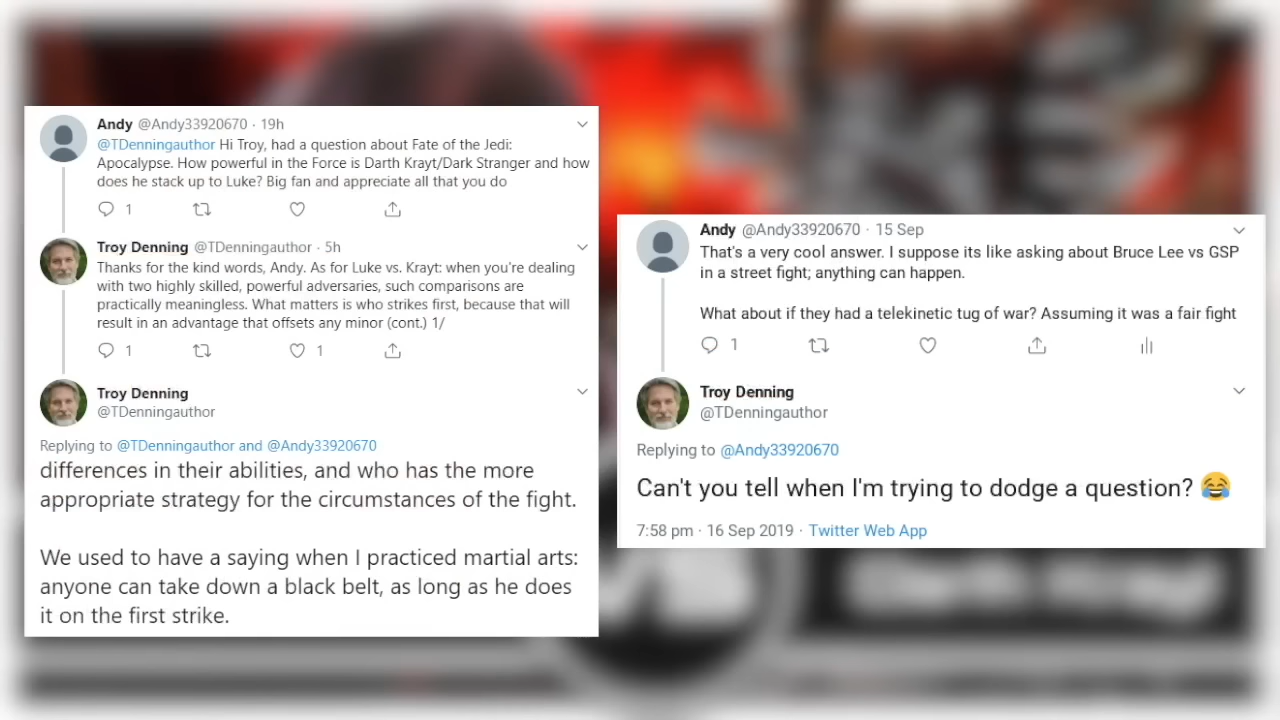 Andy @Andy33920670 · 19h
@TDenningauthor Hi Troy, had a question about Fate of the Jedi:
Apocalypse. How powerful in the Force is Darth Krayt/Dark Stranger and how
does he stack up to Luke? Big fan and appreciate all that you do
1
Troy Denning @TDenningauthor · 5h
Thanks for the kind words, Andy. As for Luke vs. Krayt: when you're dealing
with two highly skilled, powerful adversaries, such comparisons are
practically meaningless. What matters is who strikes first, because that will
result in an advantage that offsets any minor (cont.) 1/
1 1
Troy Denning
@TDenningauthor
Replying to @TDenningauthor and @Andy33920670
differences in their abilities, and who has the more
appropriate strategy for the circumstances of the fight.
We used to have a saying when I practiced martial arts:
anyone can take down a black belt, as long as he does
it on the first strike.
Andy @Andy33920670 · 15 Sep
That's a very cool answer. I suppose its like asking about Bruce Lee vs GSP
in a street fight; anything can happen.
What about if they had a telekinetic tug of war? Assuming it was a fair fight
1
Troy Denning
@TDenningauthor
Replying to @Andy33920670
Can't you tell when I'm trying to dodge a question? 😂
7:58 pm · 16 Sep 2019 · Twitter Web App